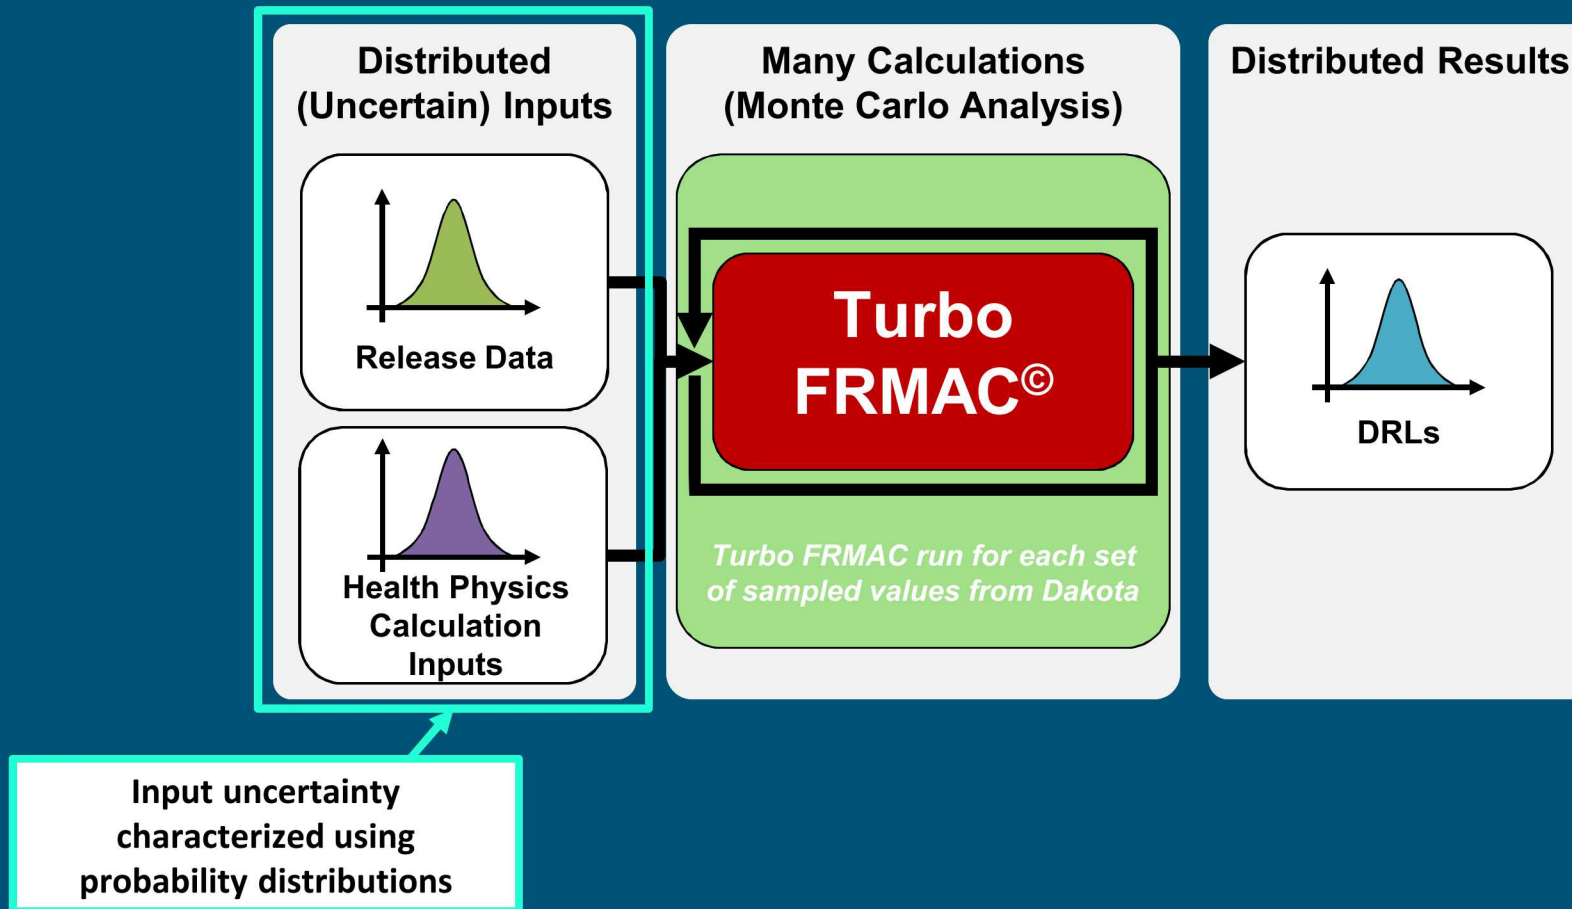 Distributed
(Uncertain) Inputs
Release Data
Health Physics
Calculation
Inputs
Many Calculations
(Monte Carlo Analysis)
Turbo
FRMAC©
Turbo FRMAC run for each set
of sampled values from Dakota
Distributed Results
DRLs
Input uncertainty
characterized using
probability distributions